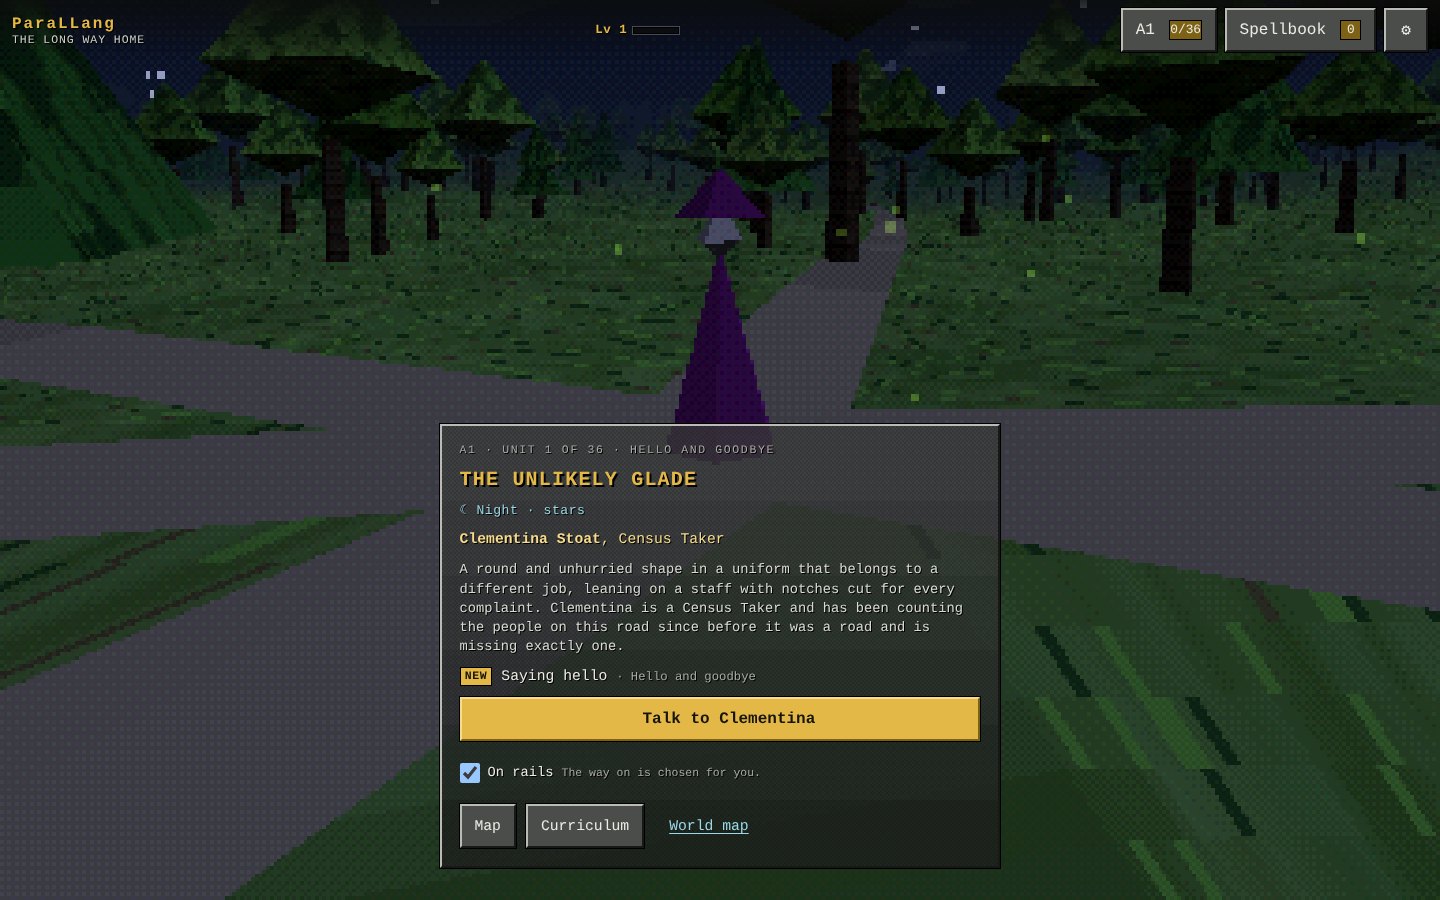 ParaLLang
THE LONG WAY HOME
Lv 1
A1 0/36
Spellbook 0
A1 · UNIT 1 OF 36 · HELLO AND GOODBYE
THE UNLIKELY GLADE
☾ Night · stars
Clementina Stoat, Census Taker
A round and unhurried shape in a uniform that belongs to a
different job, leaning on a staff with notches cut for every
complaint. Clementina is a Census Taker and has been counting
the people on this road since before it was a road and is
missing exactly one.
NEW Saying hello · Hello and goodbye
Talk to Clementina
On rails The way on is chosen for you.
Map
Curriculum
World map